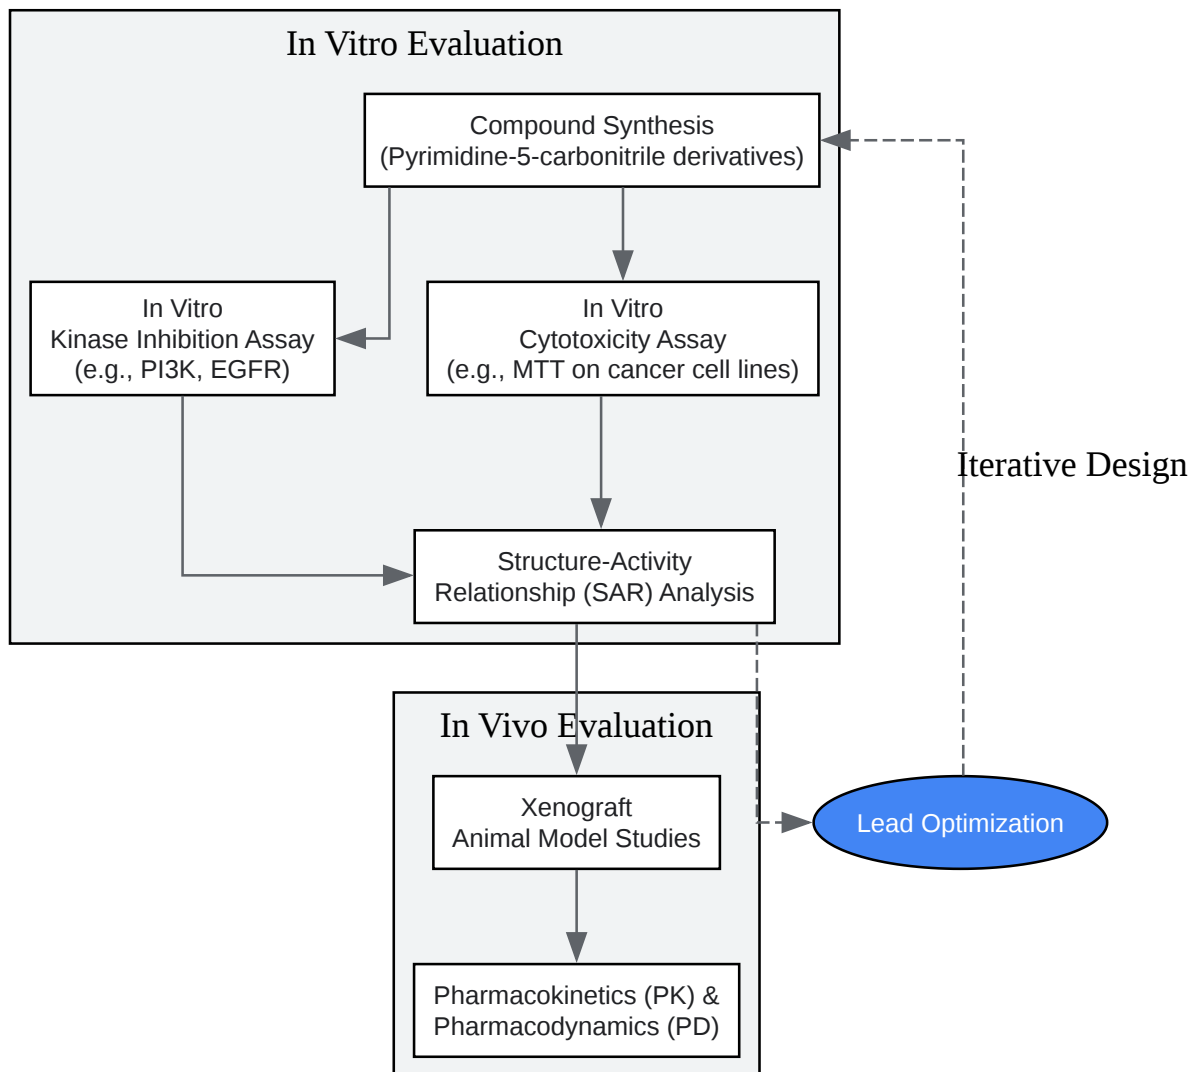 In Vitro Evaluation
Compound Synthesis
(Pyrimidine-5-carbonitrile derivatives)
In Vitro
Kinase Inhibition Assay
(e.g., PI3K, EGFR)
In Vitro
Cytotoxicity Assay
(e.g., MTT on cancer cell lines)
Iterative Design
Structure-Activity
Relationship (SAR) Analysis
In Vivo Evaluation
Xenograft
Animal Model Studies
Lead Optimization
Pharmacokinetics (PK) &
Pharmacodynamics (PD)